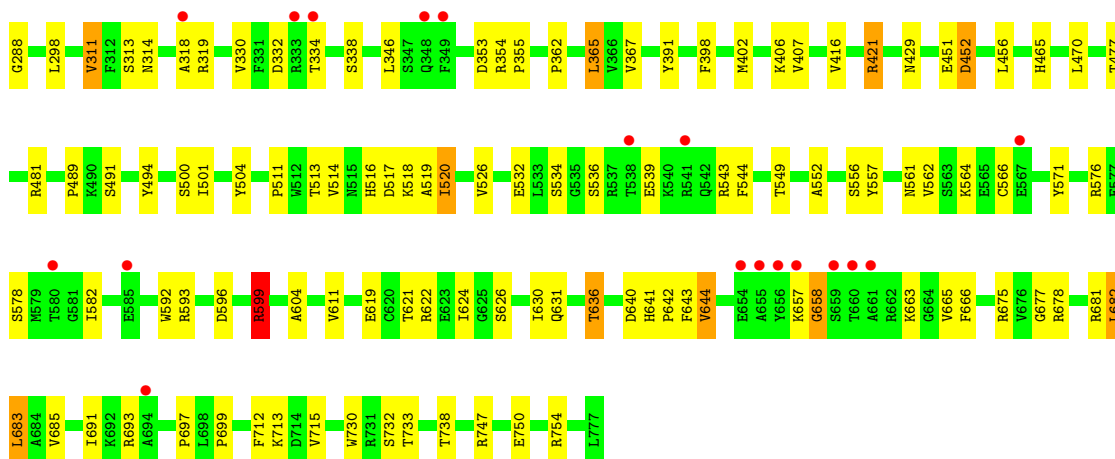 G288 L298 V311 F312 S313 N314 A318 R319 V330 F331 D332 R333 T334 S338 L346 S347 Q348 F349 D353 R354 P355 P362 L365 V366 V367 Y391 F398 M402 K406 V407 V416 R421 N429 E451 D452 L456 H465 L470 T477
R481 P489 K490 S491 Y494 S500 I501 Y504 P511 W512 T513 V514 N515 H516 D517 K518 A519 I520 V526 E532 L533 S534 G535 S536 R537 T538 E539 K540 R541 Q542 R543 F544 T549 A552 S556 Y557 N561 V562 S563 K564 E565 C566 E567 Y571 R576 E577
S578 M579 T580 G581 I582 E585 W592 R593 D596 R599 A604 V611 E619 C620 T621 R622 E623 I624 G625 S626 I630 Q631 T636 D640 H641 P642 F643 V644 E654 A655 Y656 K657 G658 S659 T660 A661 R662 K663 G664 V665 F666 R675 V676 G677 R678 R681 L682
L683 A684 V685 I691 K692 R693 A694 P697 L698 P699 F712 K713 D714 V715 W730 R731 S732 T733 T738 R747 E750 R754 L777